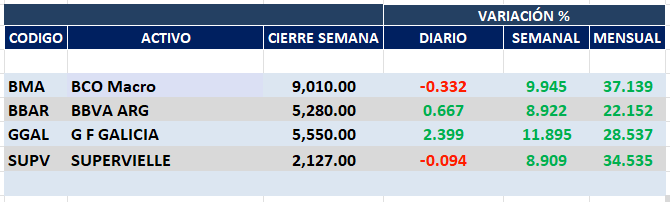 VARIACIÓN %
CODIGO ACTIVO CIERRE SEMANA DIARIO SEMANAL MENSUAL
BMA BCO Macro 9,010.00 -0.332 9.945 37.139
BBAR BBVA ARG 5,280.00 0.667 8.922 22.152
GGAL G F GALICIA 5,550.00 2.399 11.895 28.537
SUPV SUPERVIELLE 2,127.00 -0.094 8.909 34.535